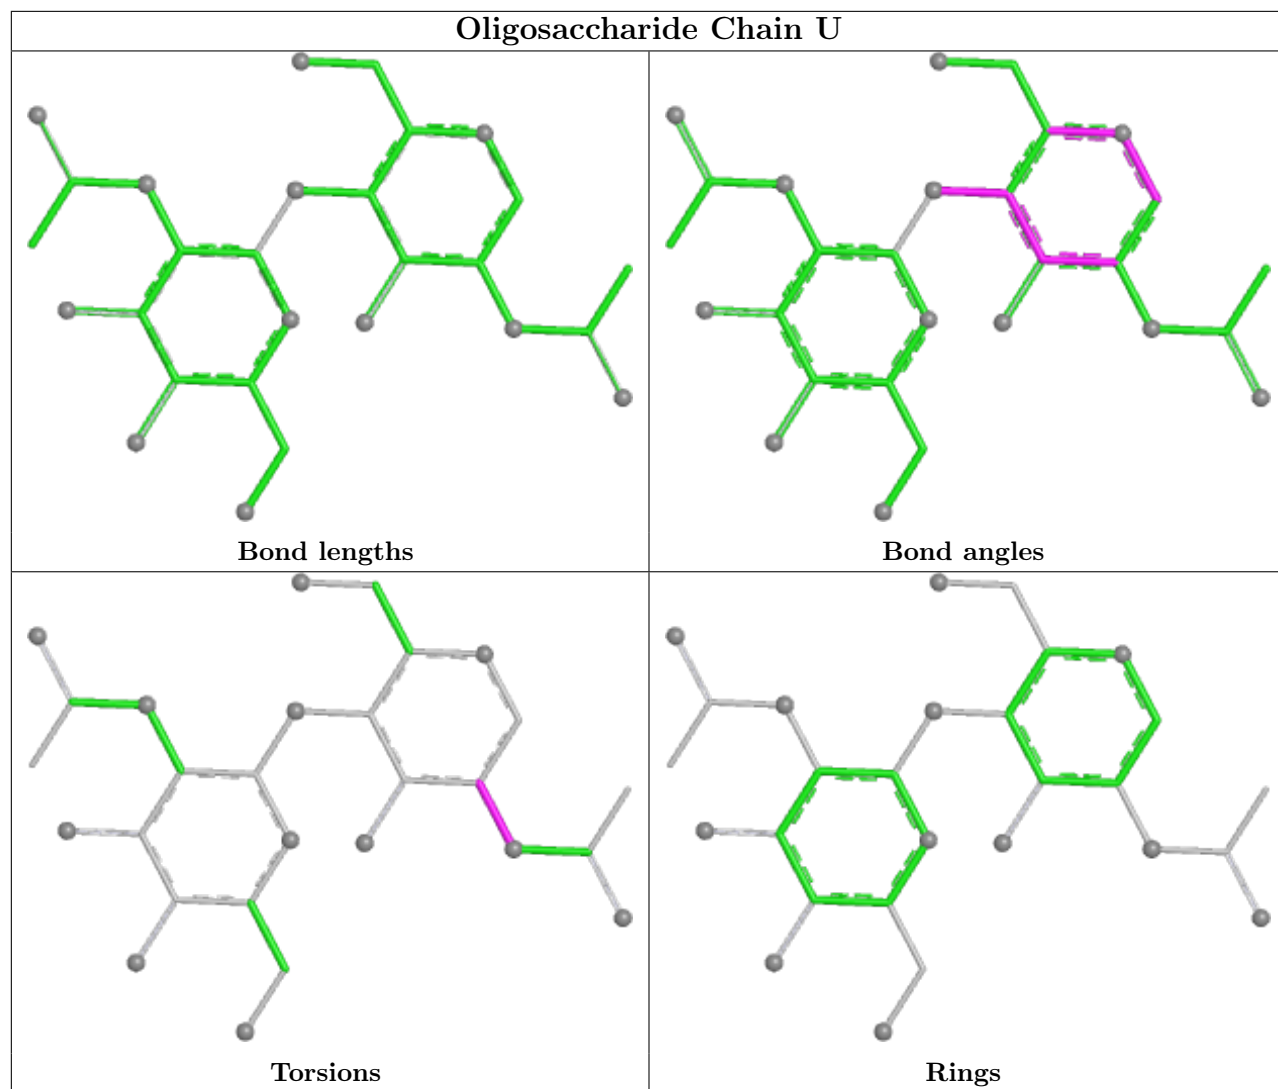 Oligosaccharide Chain U
Bond lengths
Bond angles
Torsions
Rings